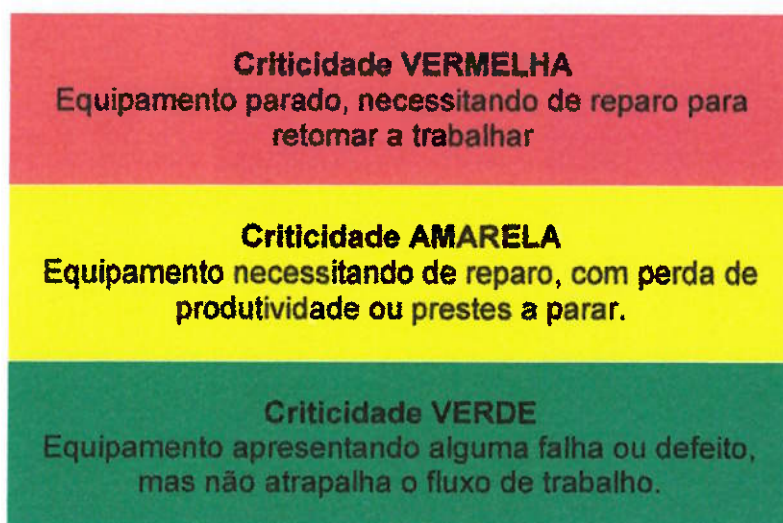 Criticidade VERMELHA
Equipamento parado, necessitando de reparo para
retornar a trabalhar
Criticidade AMARELA
Equipamento necessitando de reparo, com perda de
produtividade ou prestes a parar.
Criticidade VERDE
Equipamento apresentando alguma falha ou defeito,
mas não atrapalha o fluxo de trabalho.